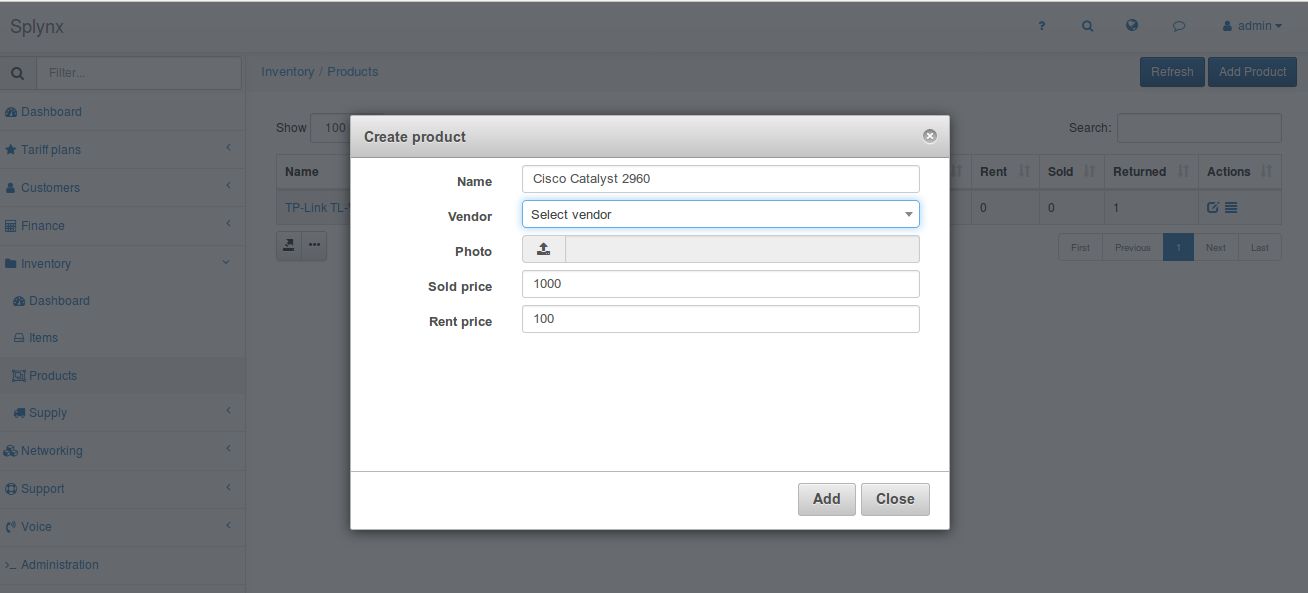 Splynx
? admin
Filter...
Inventory / Products
Refresh
Add Product
Dashboard
Tariff plans
Customers
Finance
Inventory
Dashboard
Items
Products
Supply
Networking
Support
Voice
Administration
Show 100
Search:
Name Rent Sold Returned Actions
TP-Link TL- 0 0 1
First Previous 1 Next Last
Create product
Name Cisco Catalyst 2960
Vendor Select vendor
Photo
Sold price 1000
Rent price 100
Add Close